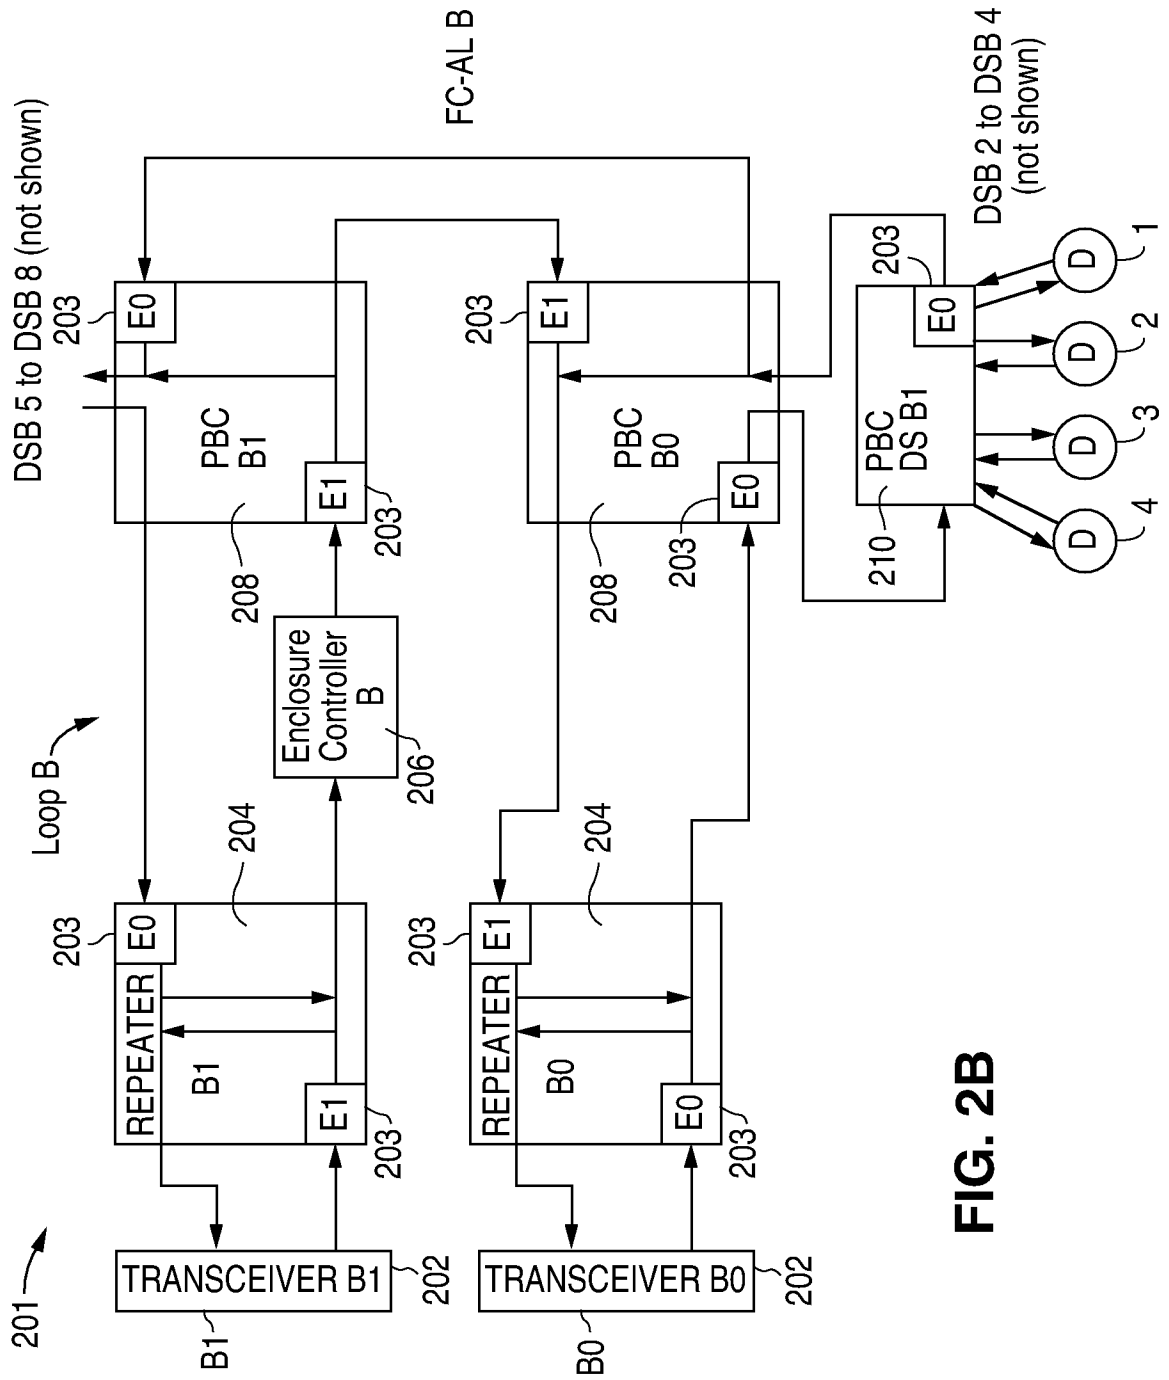 201
Loop B
DSB 5 to DSB 8 (not shown)
FC-AL B
TRANSCEIVER B1
B1
202
REPEATER
B1
E0
203
E1
203
204
Enclosure
Controller
B
206
PBC
B1
208
E0
203
E1
203
TRANSCEIVER B0
B0
202
REPEATER
B0
E1
203
E0
203
204
PBC
B0
208
E1
203
E0
203
PBC
DS B1
210
E0
203
DSB 2 to DSB 4
(not shown)
D
4
D
3
D
2
D
1
FIG. 2B